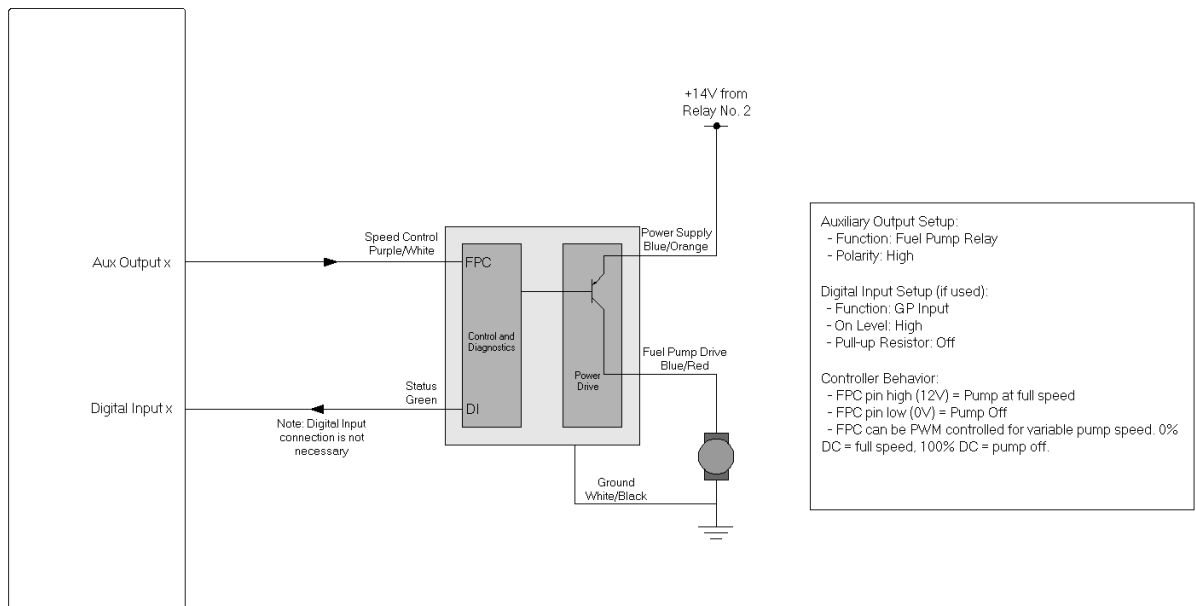 +14V from
Relay No. 2
Aux Output x
Speed Control
Purple/White
FPC
Power Supply
Blue/Orange
Control and
Diagnostics
Power
Drive
Fuel Pump Drive
Blue/Red
Digital Input x
Status
Green
DI
Note: Digital Input
connection is not
necessary
Ground
White/Black
Auxiliary Output Setup:
- Function: Fuel Pump Relay
- Polarity: High
Digital Input Setup (if used):
- Function: GP Input
- On Level: High
- Pull-up Resistor: Off
Controller Behavior:
- FPC pin high (12V) = Pump at full speed
- FPC pin low (0V) = Pump Off
- FPC can be PWM controlled for variable pump speed. 0%
DC = full speed, 100% DC = pump off.